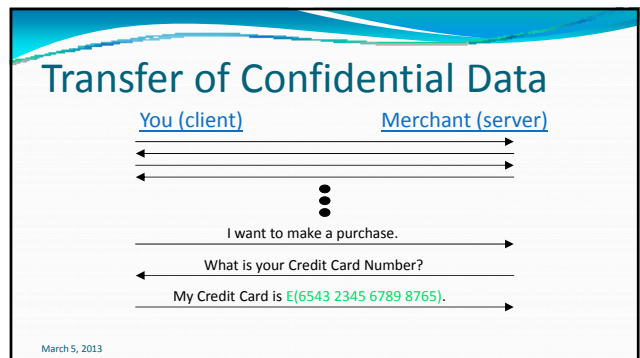 Transfer of Confidential Data
You (client) Merchant (server)
I want to make a purchase.
What is your Credit Card Number?
My Credit Card is E(6543 2345 6789 8765).
March 5, 2013